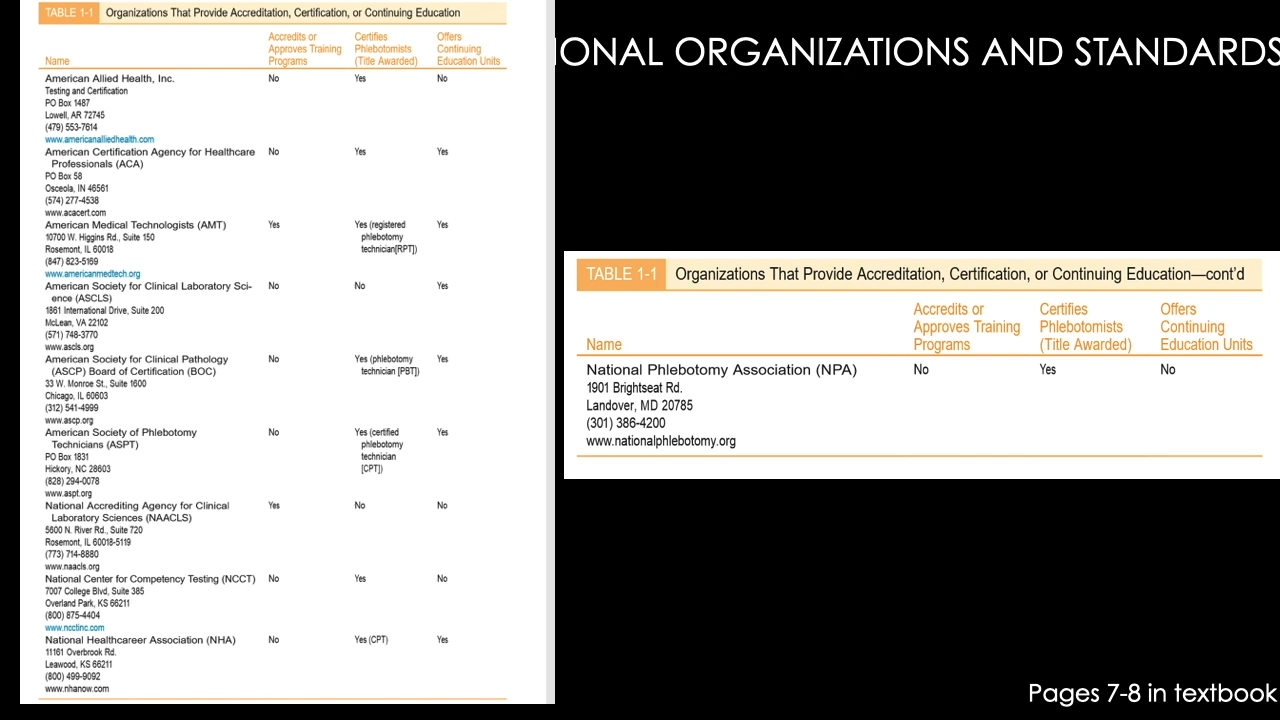 TABLE 1-1 Organizations That Provide Accreditation, Certification, or Continuing Education
Name
Accredits or Approves Training Programs
Certifies Phlebotomists (Title Awarded)
Offers Continuing Education Units
American Allied Health, Inc. No Yes No
Testing and Certification
PO Box 1487
Lowell, AR 72745
(479) 553-7614
www.americanalliedhealth.com
American Certification Agency for Healthcare No Yes Yes
Professionals (ACA)
PO Box 58
Osceola, IN 46561
(574) 277-4538
www.acacert.com
American Medical Technologists (AMT) Yes Yes (registered Yes
10700 W. Higgins Rd., Suite 150 phlebotomy
Rosemont, IL 60018 technician[RPT])
(847) 823-5169
www.americanmedtech.org
American Society for Clinical Laboratory Sci- No No Yes
ence (ASCLS)
1861 International Drive, Suite 200
McLean, VA 22102
(571) 748-3770
www.ascls.org
American Society for Clinical Pathology No Yes (phlebotomy Yes
(ASCP) Board of Certification (BOC) technician [PBT])
33 W. Monroe St., Suite 1600
Chicago, IL 60603
(312) 541-4999
www.ascp.org
American Society of Phlebotomy No Yes (certified Yes
Technicians (ASPT) phlebotomy
PO Box 1831 technician
Hickory, NC 28603 [CPT])
(828) 294-0078
www.aspt.org
National Accrediting Agency for Clinical Yes No No
Laboratory Sciences (NAACLS)
5600 N. River Rd., Suite 720
Rosemont, IL 60018-5119
(773) 714-8880
www.naacls.org
National Center for Competency Testing (NCCT) No Yes No
7007 College Blvd, Suite 385
Overland Park, KS 66211
(800) 875-4404
www.ncctinc.com
National Healthcareer Association (NHA) No Yes (CPT) Yes
11161 Overbrook Rd.
Leawood, KS 66211
(800) 499-9092
www.nhanow.com
IONAL ORGANIZATIONS AND STANDARDS
TABLE 1-1 Organizations That Provide Accreditation, Certification, or Continuing Education—cont'd
Name
Accredits or Approves Training Programs
Certifies Phlebotomists (Title Awarded)
Offers Continuing Education Units
National Phlebotomy Association (NPA) No Yes No
1901 Brightseat Rd.
Landover, MD 20785
(301) 386-4200
www.nationalphlebotomy.org
Pages 7-8 in textbook